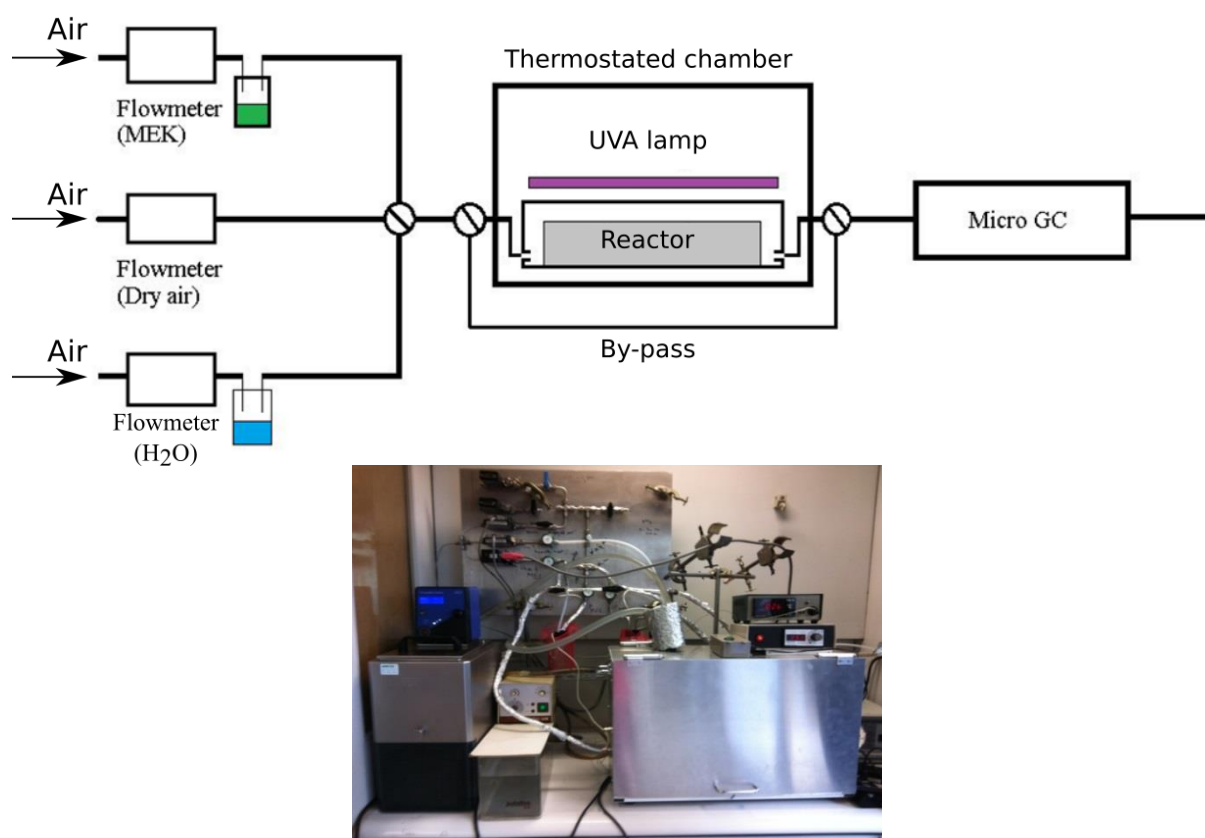 Air
Flowmeter
(MEK)
Air
Flowmeter
(Dry air)
Air
Flowmeter
(H2O)
Thermostated chamber
UVA lamp
Reactor
By-pass
Micro GC